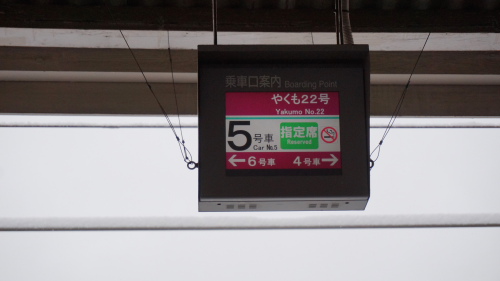 乗車口案内 Boarding Point
やくも22号
Yakumo No.22
5号車 指定席
Car No.5 Reserved
←6号車 4号車→